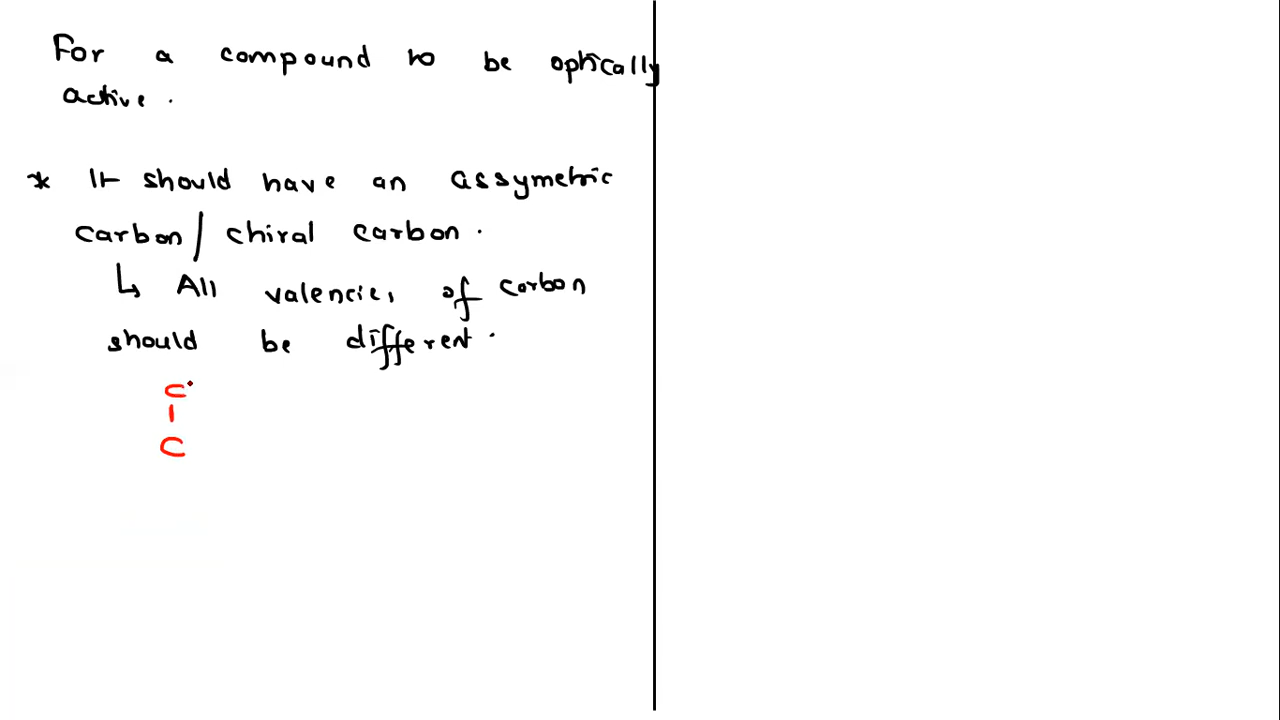 For a compound to be optically
active.
* It should have an assymetric
carbon/ chiral carbon.
↳ All valencies of carbon
should be different.
C
|
C